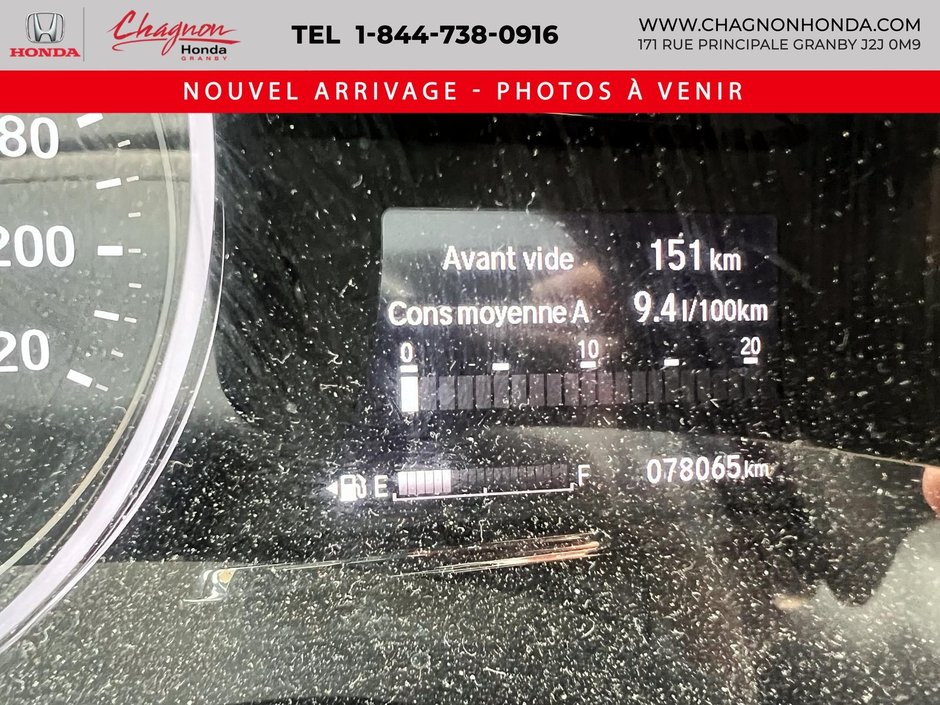 HONDA
Chagnon
Honda
GRANBY
TEL 1-844-738-0916
WWW.CHAGNONHONDA.COM
171 RUE PRINCIPALE GRANBY J2J 0M9
NOUVEL ARRIVAGE - PHOTOS À VENIR
80
200
20
Avant vide 151 km
Cons moyenne A 9.4 l/100km
0 10 20
E F 078065 km